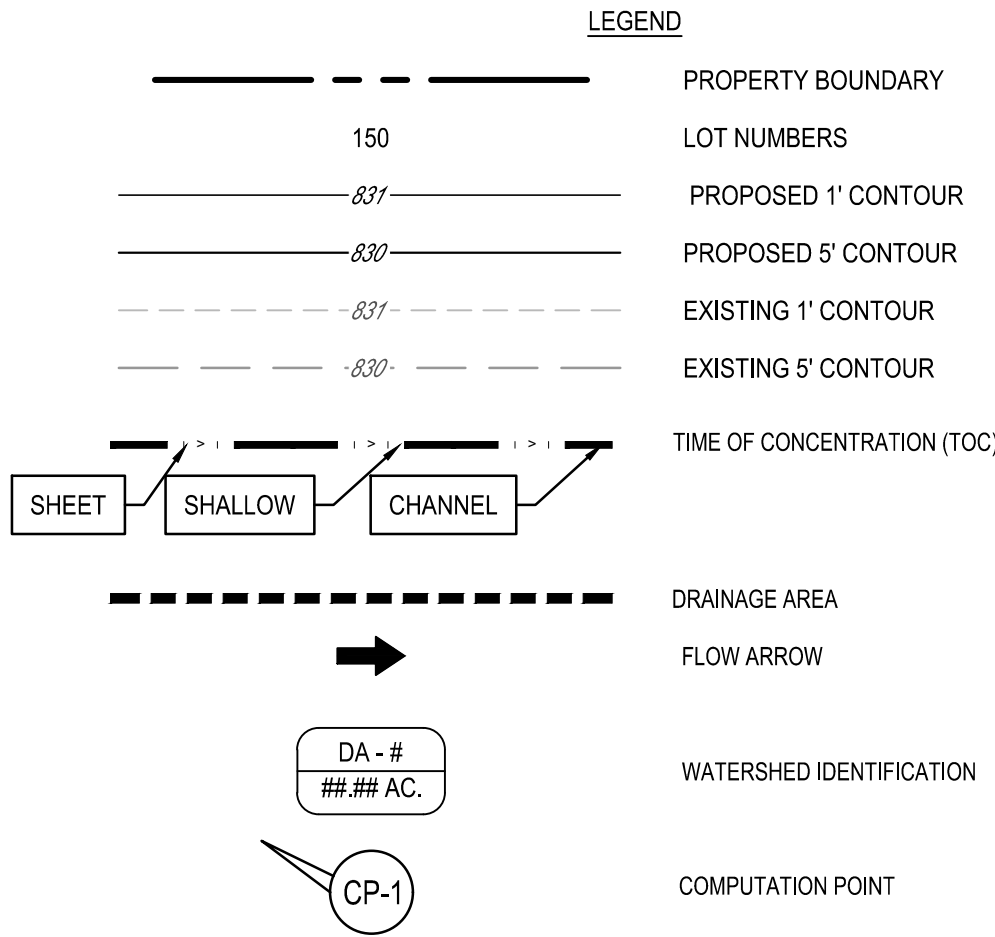 LEGEND
PROPERTY BOUNDARY
150 LOT NUMBERS
831 PROPOSED 1' CONTOUR
830 PROPOSED 5' CONTOUR
831 EXISTING 1' CONTOUR
830 EXISTING 5' CONTOUR
> > > TIME OF CONCENTRATION (TOC)
SHEET SHALLOW CHANNEL
DRAINAGE AREA
FLOW ARROW
DA - #
##.## AC.
WATERSHED IDENTIFICATION
CP-1 COMPUTATION POINT